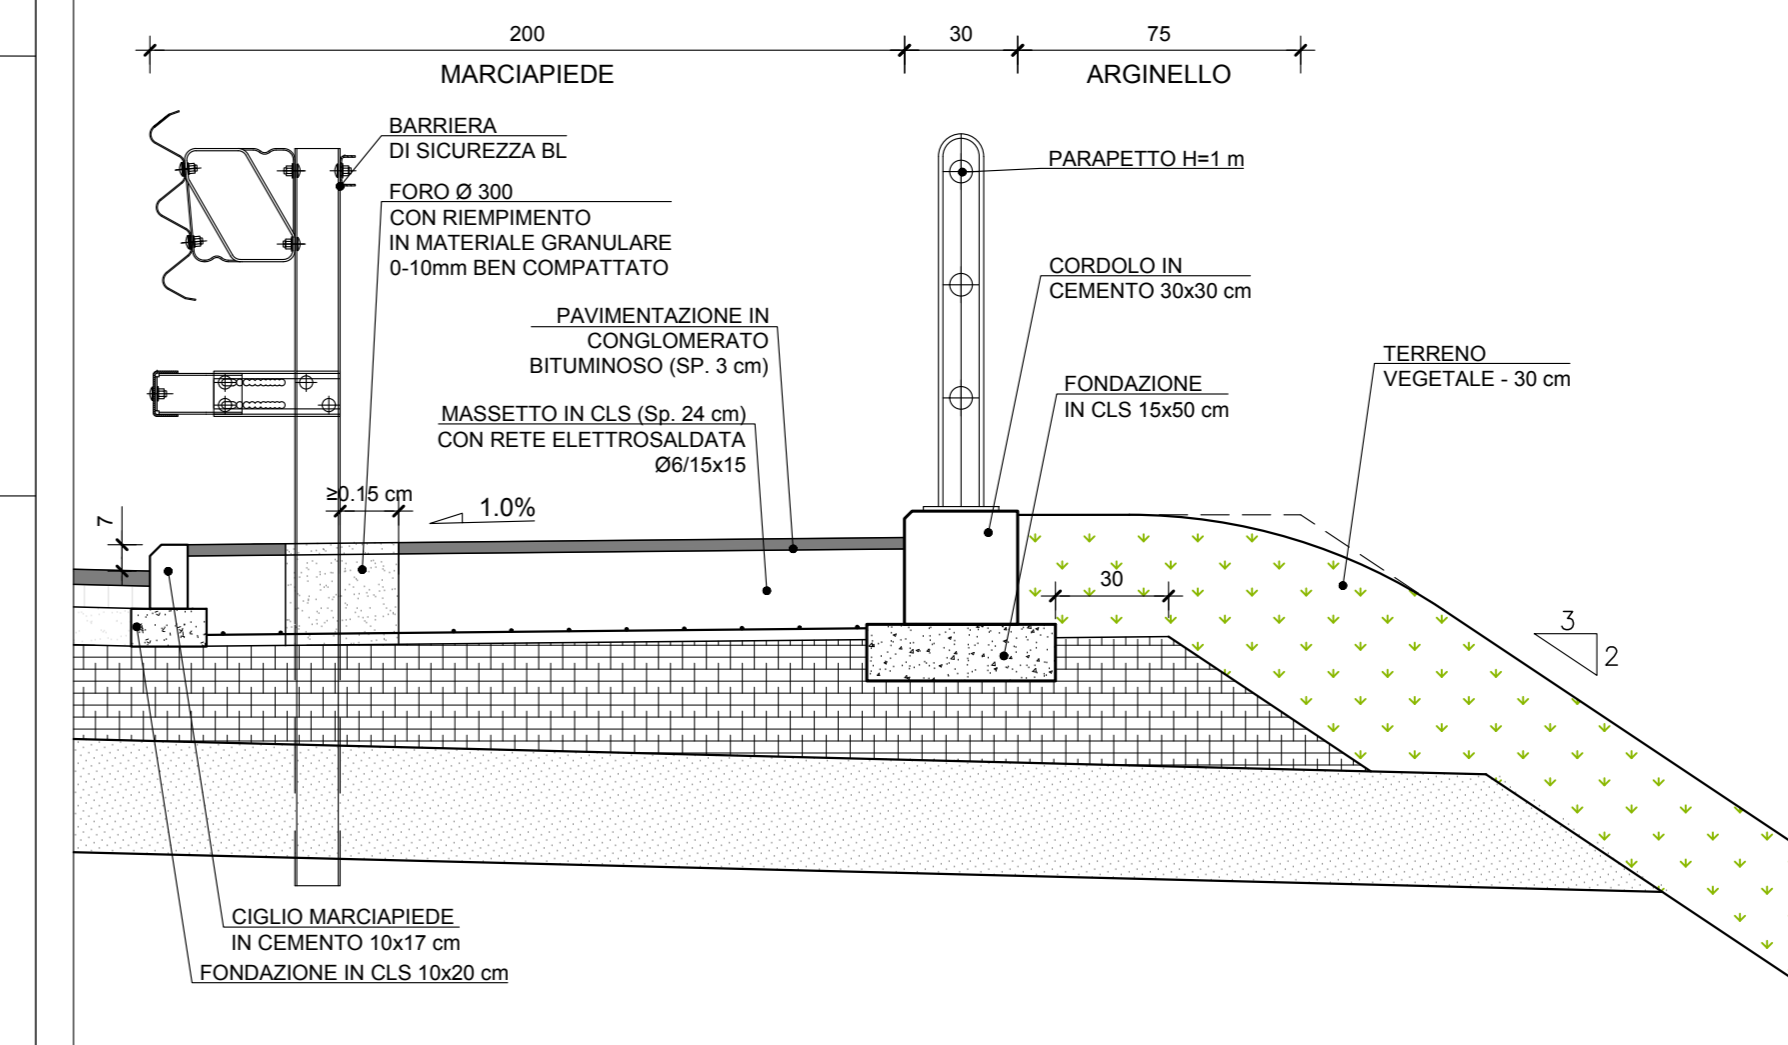 200
30
75
MARCIAPIEDE
ARGINELLO
BARRIERA
DI SICUREZZA BL
PARAPETTO H=1 m
FORO Ø 300
CON RIEMPIMENTO
IN MATERIALE GRANULARE
0-10mm BEN COMPATTATO
CORDOLO IN
CEMENTO 30x30 cm
PAVIMENTAZIONE IN
CONGLOMERATO
BITUMINOSO (SP. 3 cm)
TERRENO
VEGETALE - 30 cm
FONDAZIONE
IN CLS 15x50 cm
MASSETTO IN CLS (Sp. 24 cm)
CON RETE ELETTROSALDATA
Ø6/15x15
≥0.15 cm
1.0%
7
30
3
2
CIGLIO MARCIAPIEDE
IN CEMENTO 10x17 cm
FONDAZIONE IN CLS 10x20 cm